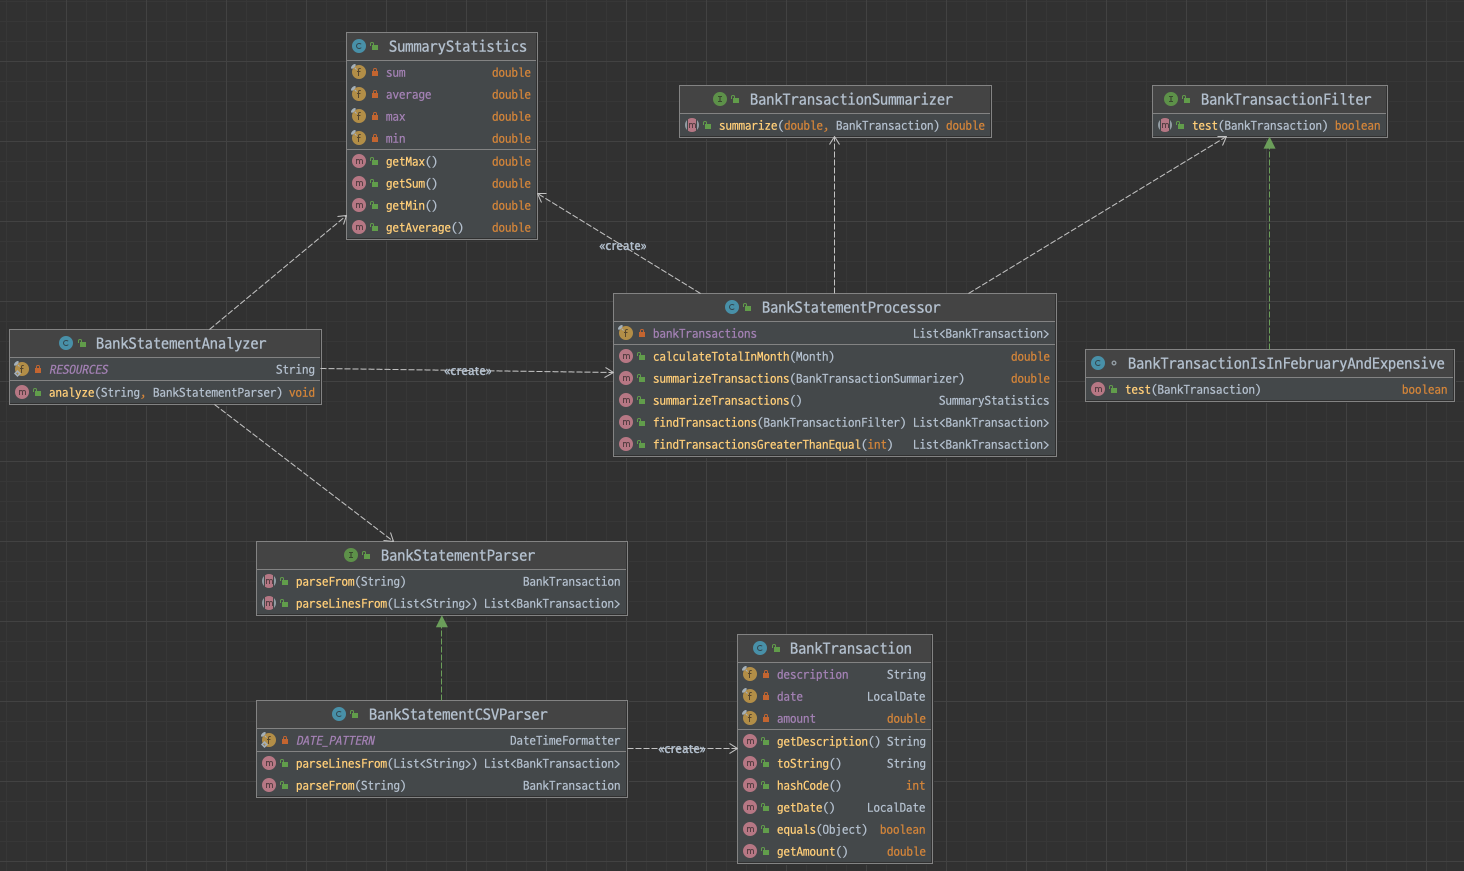 SummaryStatistics
sum double
average double
max double
min double
getMax() double
getSum() double
getMin() double
getAverage() double
BankTransactionSummarizer
summarize(double, BankTransaction) double
BankTransactionFilter
test(BankTransaction) boolean
«create»
BankStatementProcessor
bankTransactions List<BankTransaction>
calculateTotalInMonth(Month) double
summarizeTransactions(BankTransactionSummarizer) double
summarizeTransactions() SummaryStatistics
findTransactions(BankTransactionFilter) List<BankTransaction>
findTransactionsGreaterThanEqual(int) List<BankTransaction>
BankStatementAnalyzer
RESOURCES String
analyze(String, BankStatementParser) void
«create»
BankTransactionIsInFebruaryAndExpensive
test(BankTransaction) boolean
BankStatementParser
parseFrom(String) BankTransaction
parseLinesFrom(List<String>) List<BankTransaction>
BankStatementCSVParser
DATE_PATTERN DateTimeFormatter
parseLinesFrom(List<String>) List<BankTransaction>
parseFrom(String) BankTransaction
«create»
BankTransaction
description String
date LocalDate
amount double
getDescription() String
toString() String
hashCode() int
getDate() LocalDate
equals(Object) boolean
getAmount() double